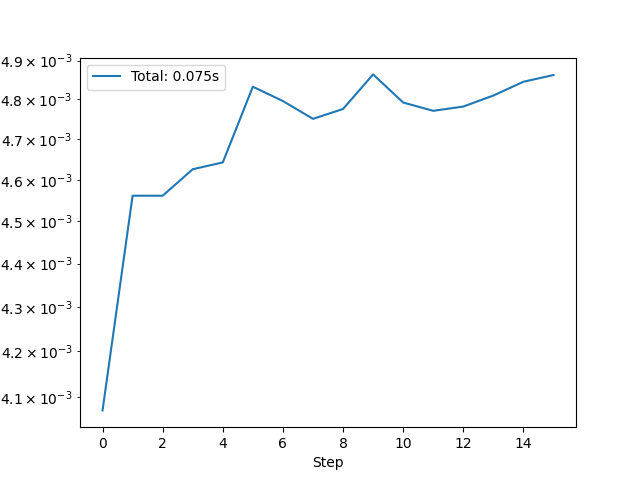 4.9 × 10⁻³
Total: 0.075s
4.8 × 10⁻³
4.7 × 10⁻³
4.6 × 10⁻³
4.5 × 10⁻³
4.4 × 10⁻³
4.3 × 10⁻³
4.2 × 10⁻³
4.1 × 10⁻³
0 2 4 6 8 10 12 14
Step